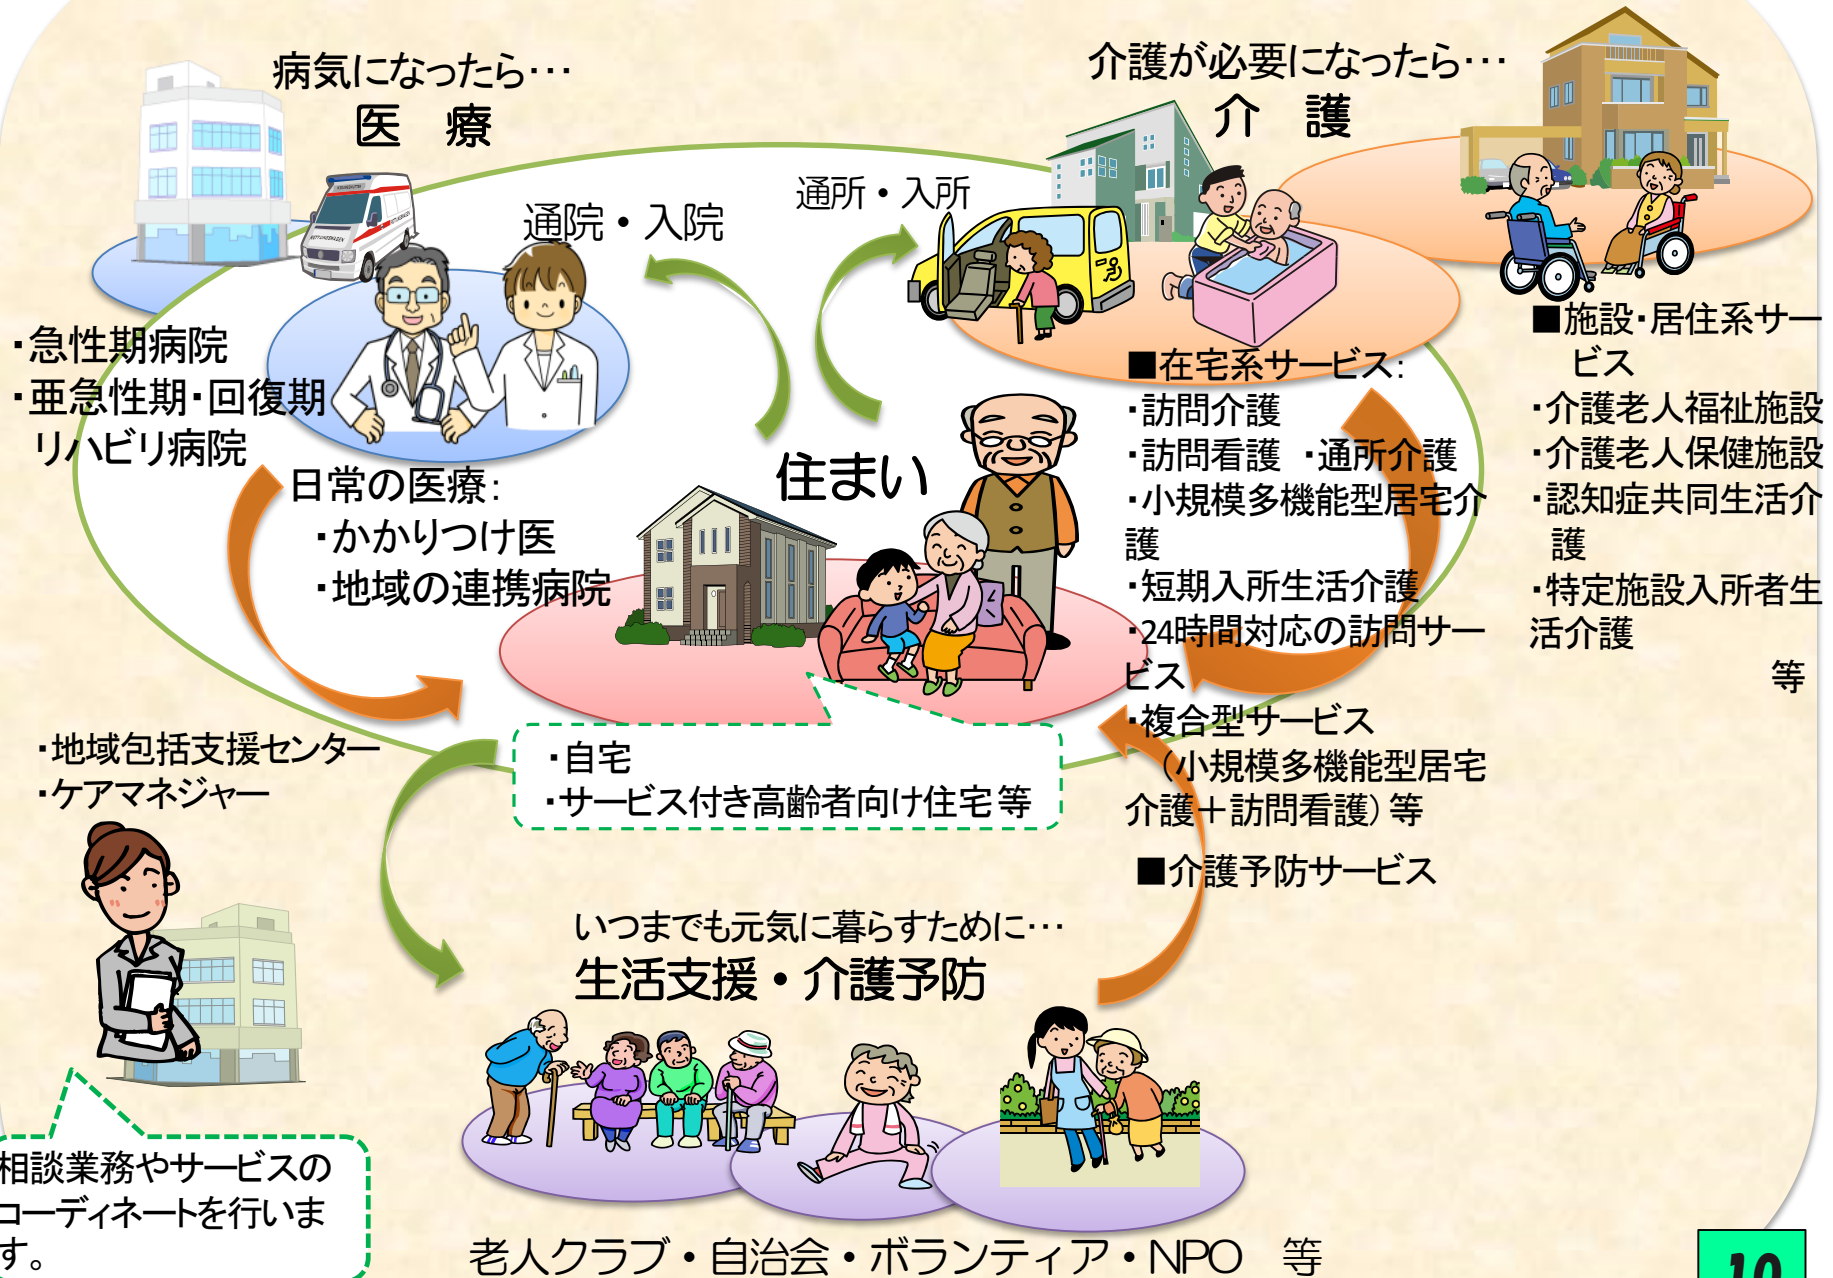 病気になったら…
医　療
介護が必要になったら…
介　護
通院・入院
通所・入所
・急性期病院
・亜急性期・回復期
リハビリ病院
日常の医療：
・かかりつけ医
・地域の連携病院
住まい
■在宅系サービス：
・訪問介護
・訪問看護　・通所介護
・小規模多機能型居宅介
護
・短期入所生活介護
・24時間対応の訪問サー
ビス
・複合型サービス
（小規模多機能型居宅
介護＋訪問看護）等
■介護予防サービス
■施設・居住系サー
ビス
・介護老人福祉施設
・介護老人保健施設
・認知症共同生活介
護
・特定施設入所者生
活介護
等
・自宅
・サービス付き高齢者向け住宅等
・地域包括支援センター
・ケアマネジャー
相談業務やサービスの
コーディネートを行いま
す。
いつまでも元気に暮らすために…
生活支援・介護予防
老人クラブ・自治会・ボランティア・NPO　等
10